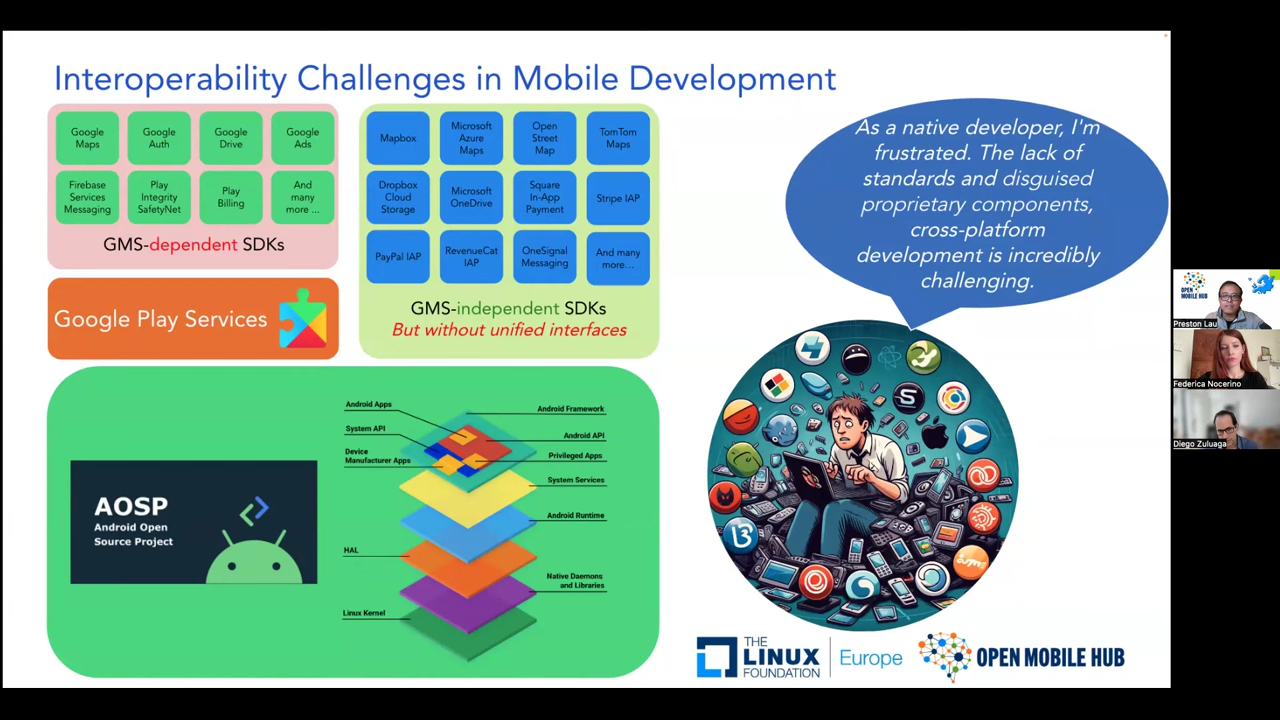 Interoperability Challenges in Mobile Development
Google
Maps
Google
Auth
Google
Drive
Google
Ads
Firebase
Services
Messaging
Play
Integrity
SafetyNet
Play
Billing
And
many
more ...
GMS-dependent SDKs
Google Play Services
Mapbox
Microsoft
Azure
Maps
Open
Street
Map
TomTom
Maps
Dropbox
Cloud
Storage
Microsoft
OneDrive
Square
In-App
Payment
Stripe IAP
PayPal IAP
RevenueCat
IAP
OneSignal
Messaging
And many
more...
GMS-independent SDKs
But without unified interfaces
As a native developer, I'm
frustrated. The lack of
standards and disguised
proprietary components,
cross-platform
development is incredibly
challenging.
AOSP
Android Open
Source Project
Android Apps
System API
Device
Manufacturer Apps
HAL
Linux Kernel
Android Framework
Android API
Privileged Apps
System Services
Android Runtime
Native Daemons
and Libraries
THE
LINUX
FOUNDATION
Europe
OPEN MOBILE HUB
OPEN
MOBILE HUB
Preston Lau
Federica Nocerino
Diego Zuluaga